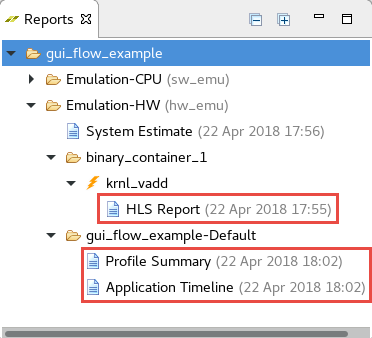 Reports
gui_flow_example
Emulation-CPU (sw_emu)
Emulation-HW (hw_emu)
System Estimate (22 Apr 2018 17:56)
binary_container_1
krnl_vadd
HLS Report (22 Apr 2018 17:55)
gui_flow_example-Default
Profile Summary (22 Apr 2018 18:02)
Application Timeline (22 Apr 2018 18:02)